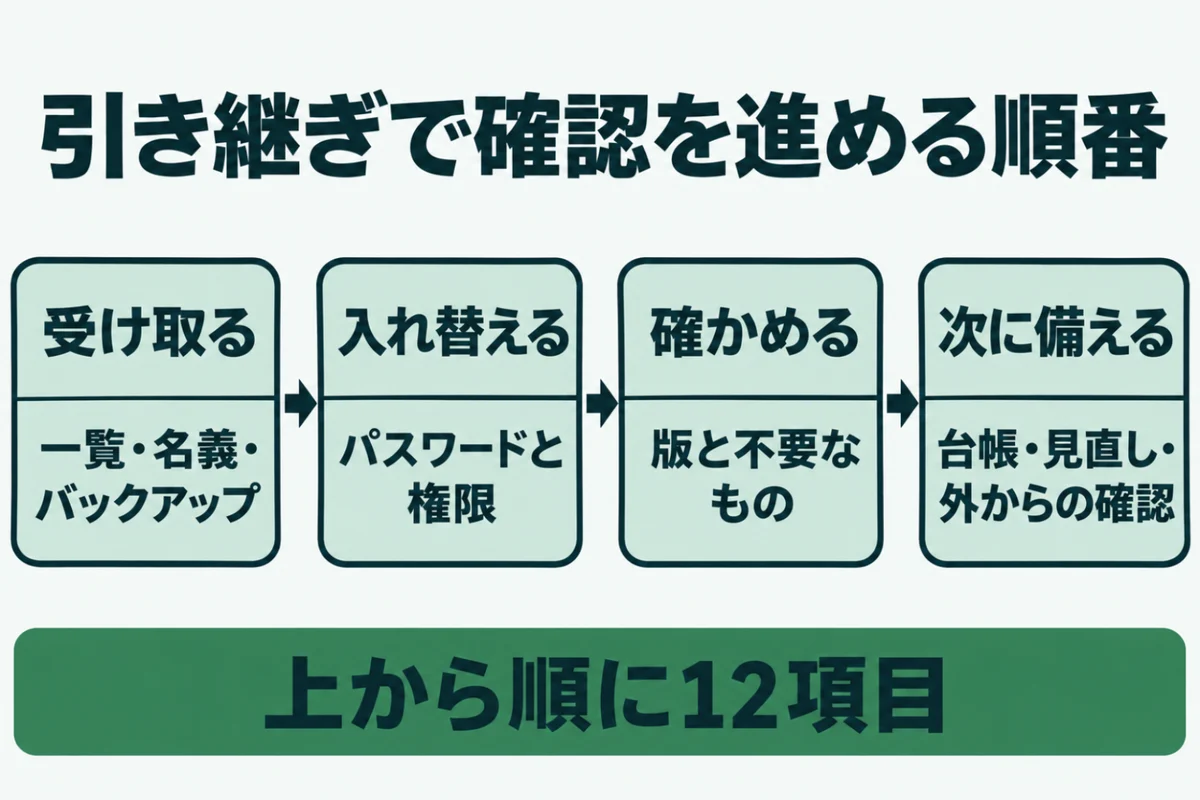 引き継ぎで確認を進める順番
受け取る
一覧・名義・
バックアップ
入れ替える
パスワードと
権限
確かめる
版と不要な
もの
次に備える
台帳・見直し・
外からの確認
上から順に12項目